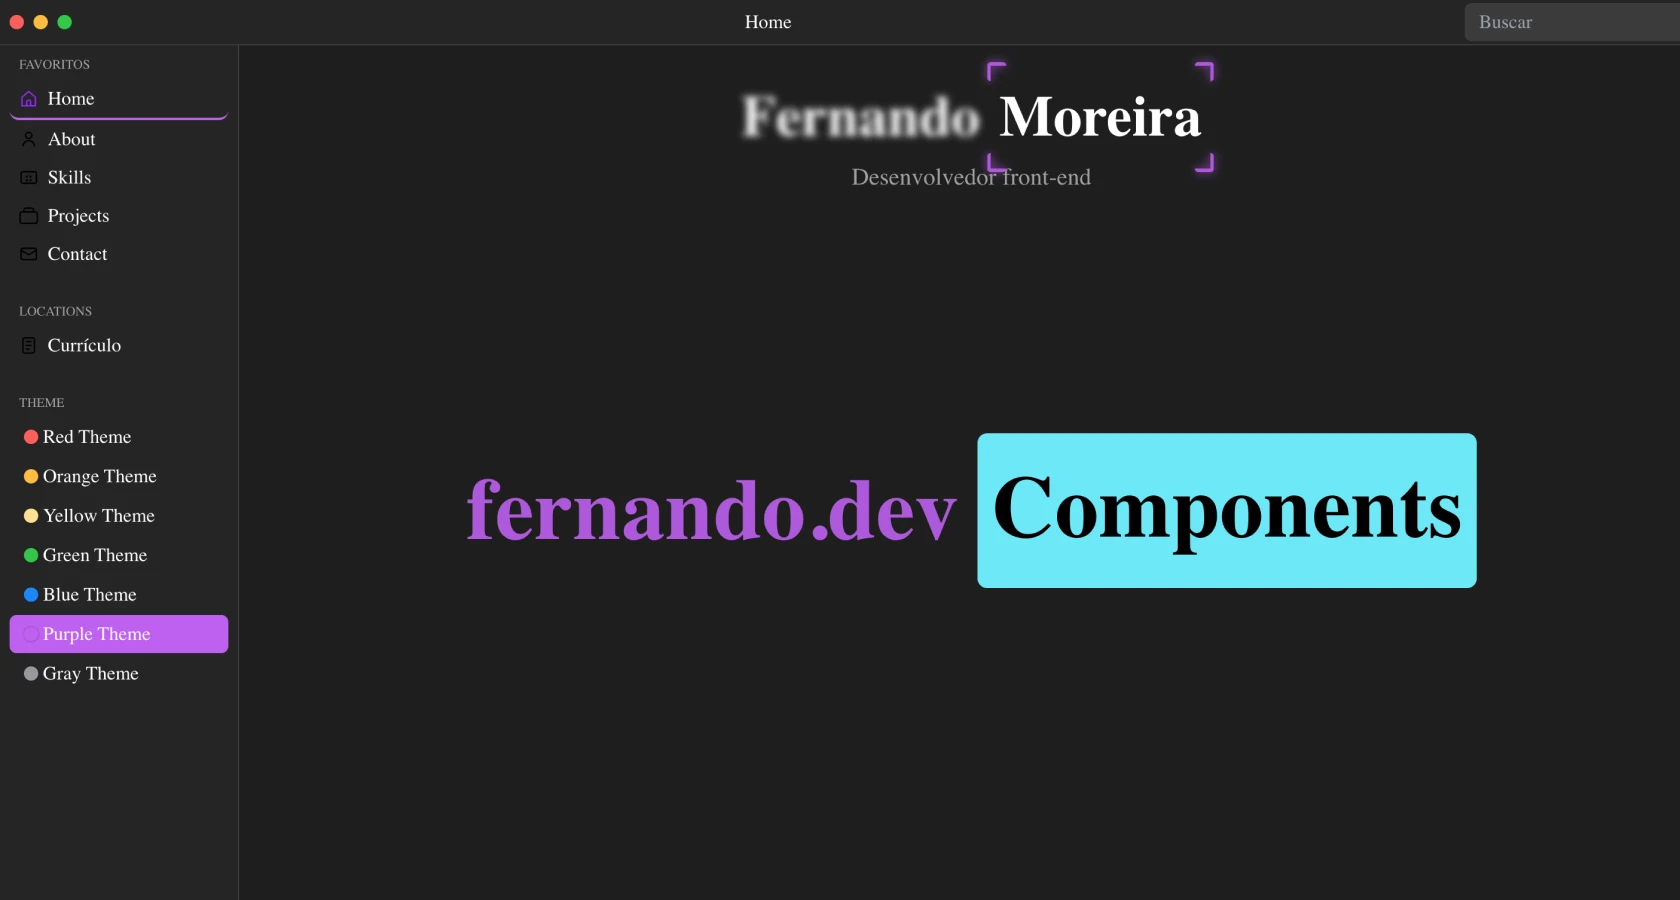 Home
Buscar
FAVORITOS
Home
About
Skills
Projects
Contact
LOCATIONS
Currículo
THEME
Red Theme
Orange Theme
Yellow Theme
Green Theme
Blue Theme
Purple Theme
Gray Theme
Fernando Moreira
Desenvolvedor front-end
fernando.dev Components